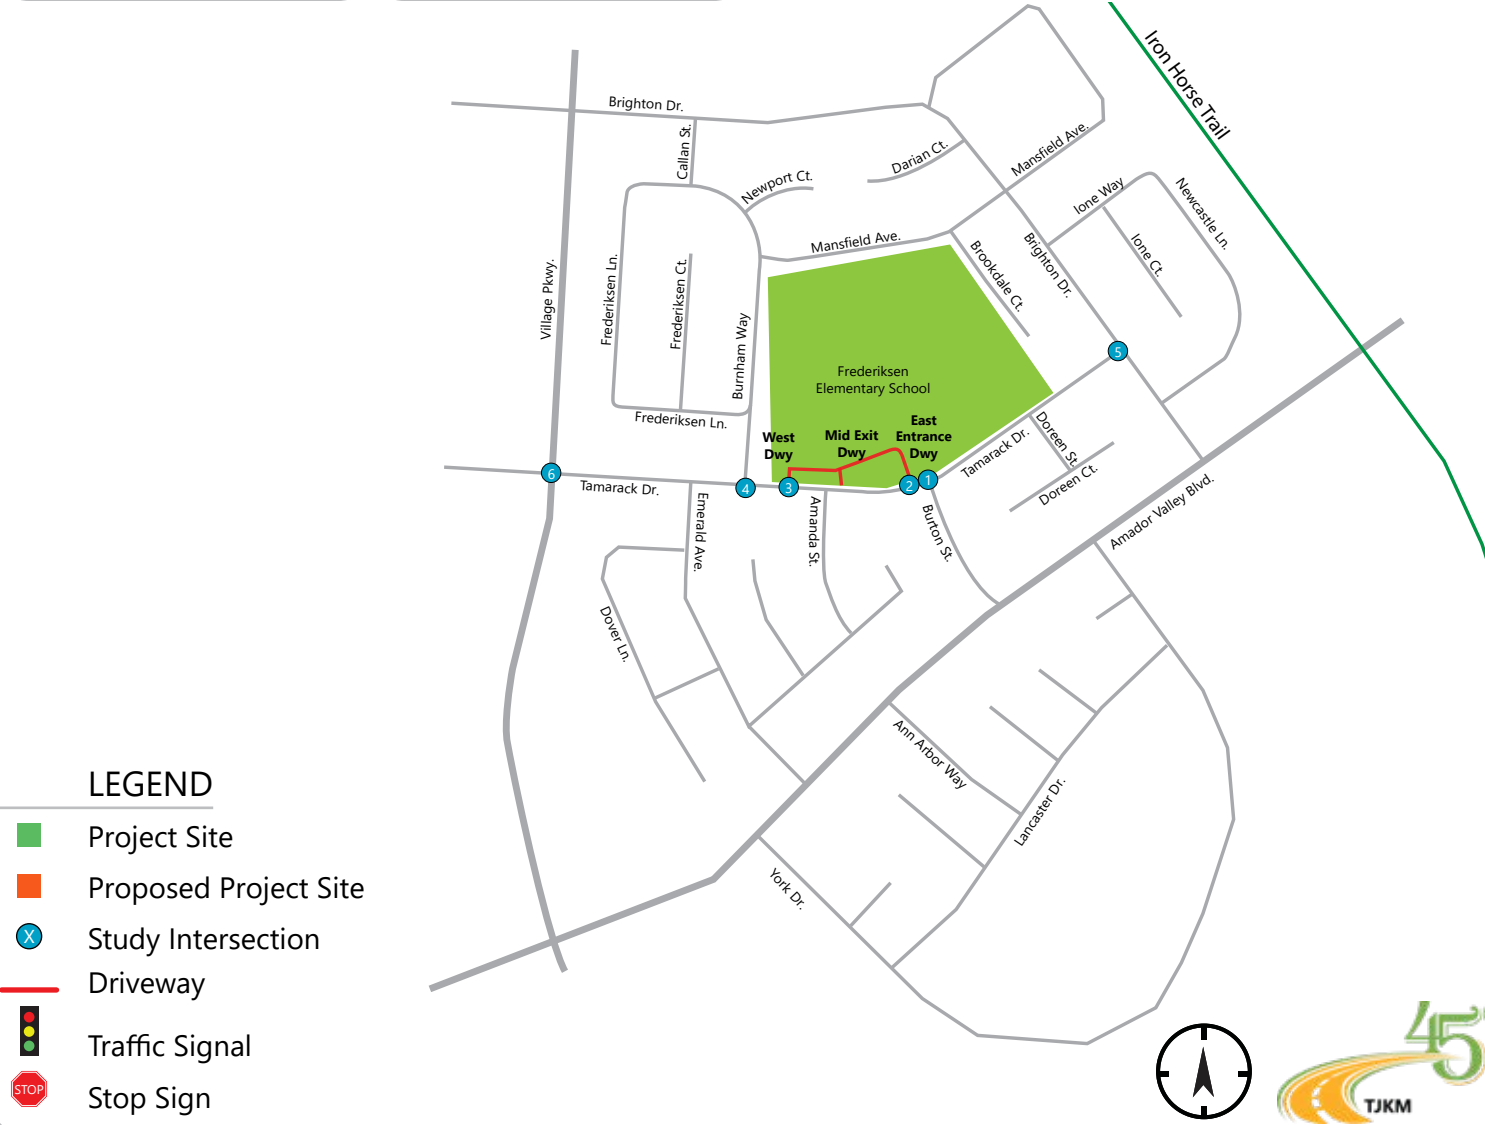 Iron Horse Trail
Brighton Dr.
Callan St.
Newport Ct.
Darian Ct.
Mansfield Ave.
Ione Way
Newcastle Ln.
Ione Ct.
Mansfield Ave.
Brookdale Ct.
Brighton Dr.
Village Pkwy.
Frederiksen Ln.
Frederiksen Ct.
Burnham Way
5
Frederiksen
Elementary School
Frederiksen Ln.
West
Dwy
Mid Exit
Dwy
East
Entrance
Dwy
Tamarack Dr.
Doreen St.
Doreen Ct.
6
4
3
2
1
Tamarack Dr.
Emerald Ave.
Amanda St.
Burton St.
Amador Valley Blvd.
Dover Ln.
Ann Arbor Way
Lancaster Dr.
York Dr.
LEGEND
Project Site
Proposed Project Site
X
Study Intersection
Driveway
Traffic Signal
STOP
Stop Sign
45
TJKM